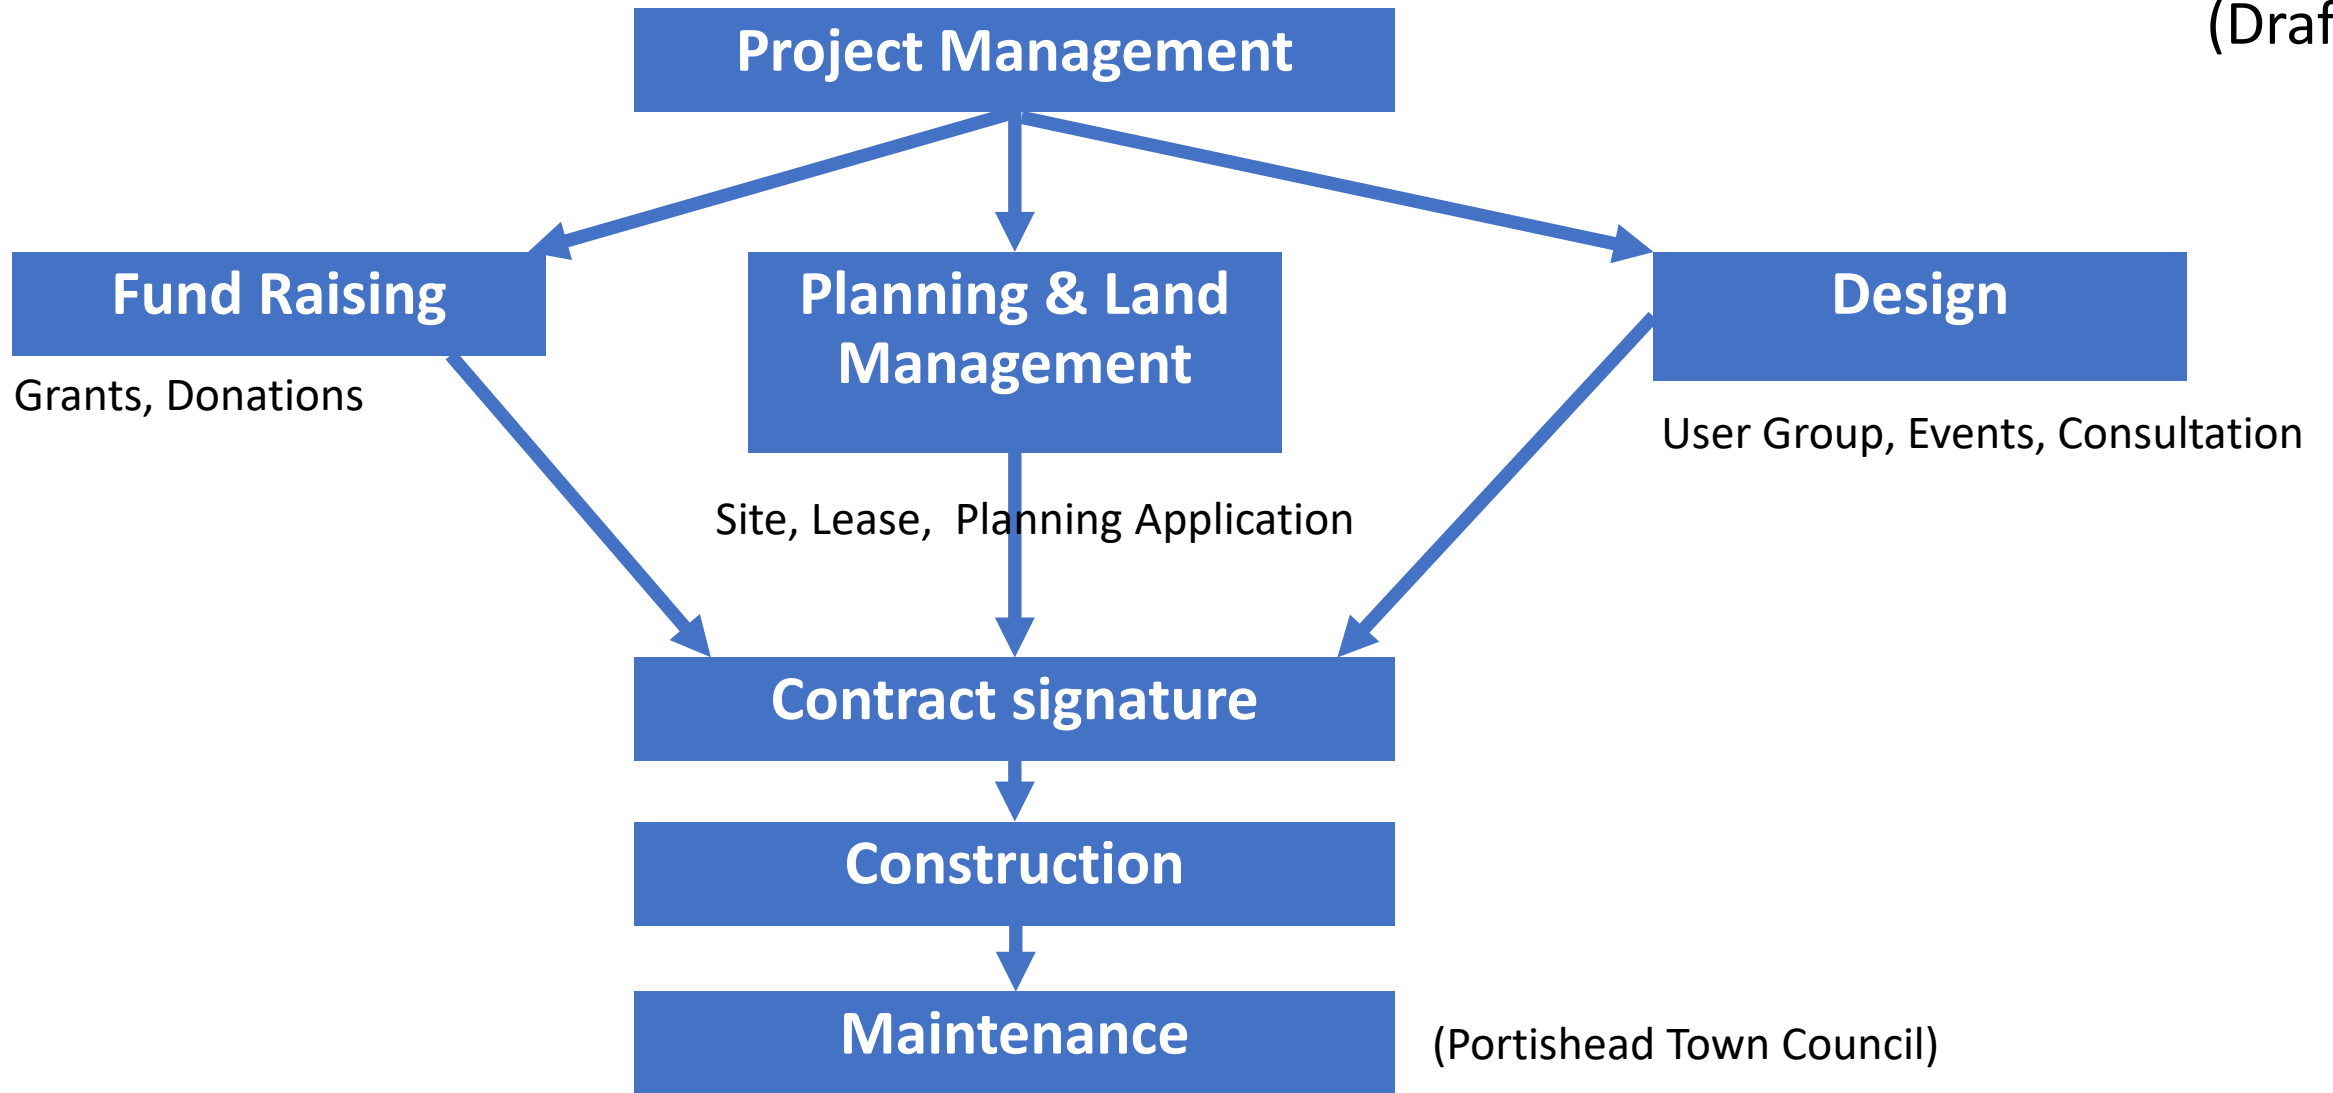 (Draf
Project Management
Fund Raising
Planning & Land
Management
Design
Grants, Donations
User Group, Events, Consultation
Site, Lease,  Planning Application
Contract signature
Construction
Maintenance
(Portishead Town Council)